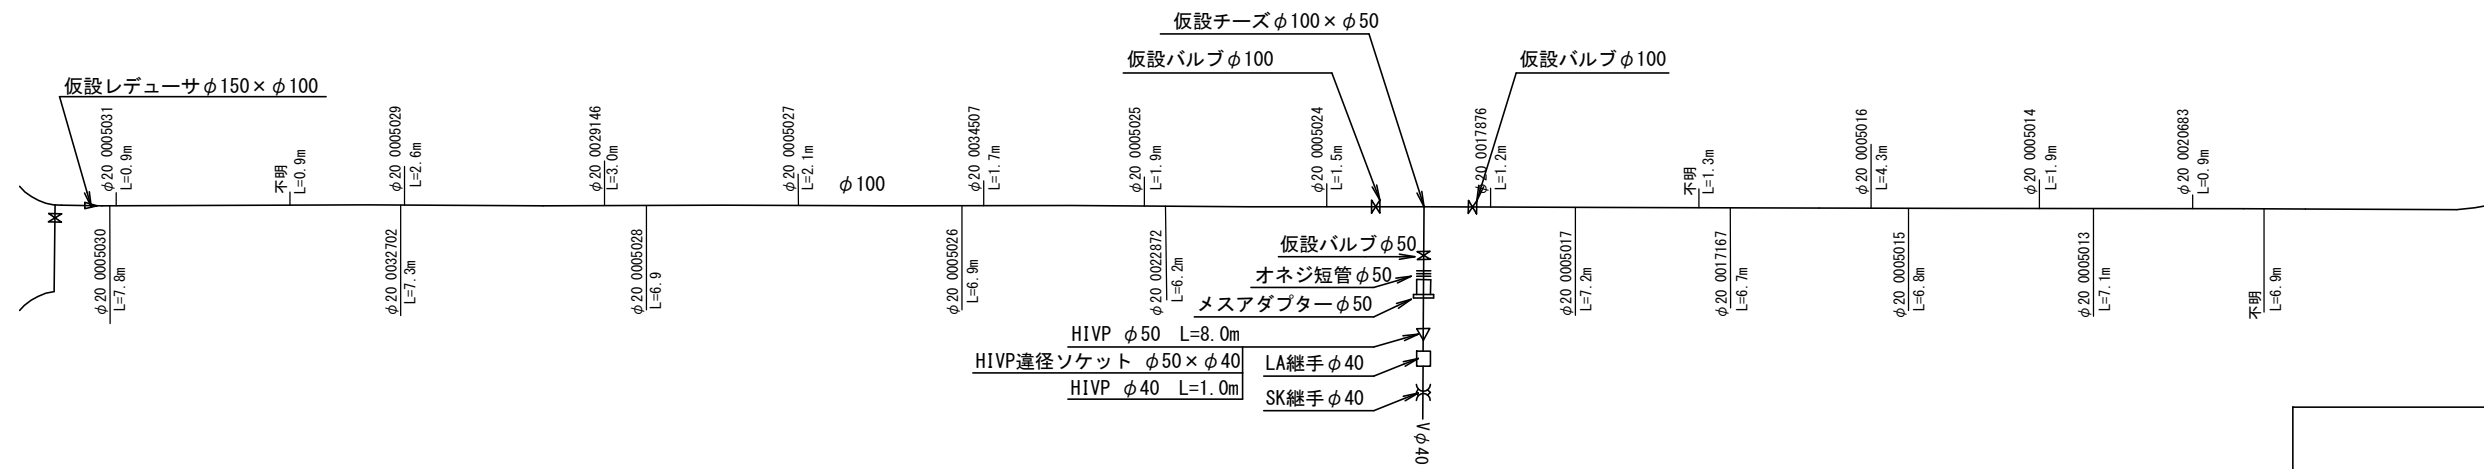 仮設チーズφ100×φ50
仮設バルブφ100
仮設バルブφ100
仮設レデューサφ150×φ100
φ20 0005031
L=0.9m
不明
L=0.9m
φ20 0005029
L=2.6m
φ20 0029146
L=3.0m
φ20 0005027
L=2.1m
φ100
φ20 0034507
L=1.7m
φ20 0005025
L=1.9m
φ20 0005024
L=1.5m
φ20 0017876
L=1.2m
不明
L=1.3m
φ20 0005016
L=4.3m
φ20 0005014
L=1.9m
φ20 0020683
L=0.9m
φ20 0005030
L=7.8m
φ20 0032702
L=7.3m
φ20 0005028
L=6.9
φ20 0005026
L=6.9m
φ20 0022872
L=6.2m
φ20 0005017
L=7.2m
φ20 0017167
L=6.7m
φ20 0005015
L=6.8m
φ20 0005013
L=7.1m
不明
L=6.9m
仮設バルブφ50
オネジ短管φ50
メスアダプターφ50
HIVP φ50 L=8.0m
HIVP違径ソケット φ50×φ40
HIVP φ40 L=1.0m
LA継手φ40
SK継手φ40
Vφ40